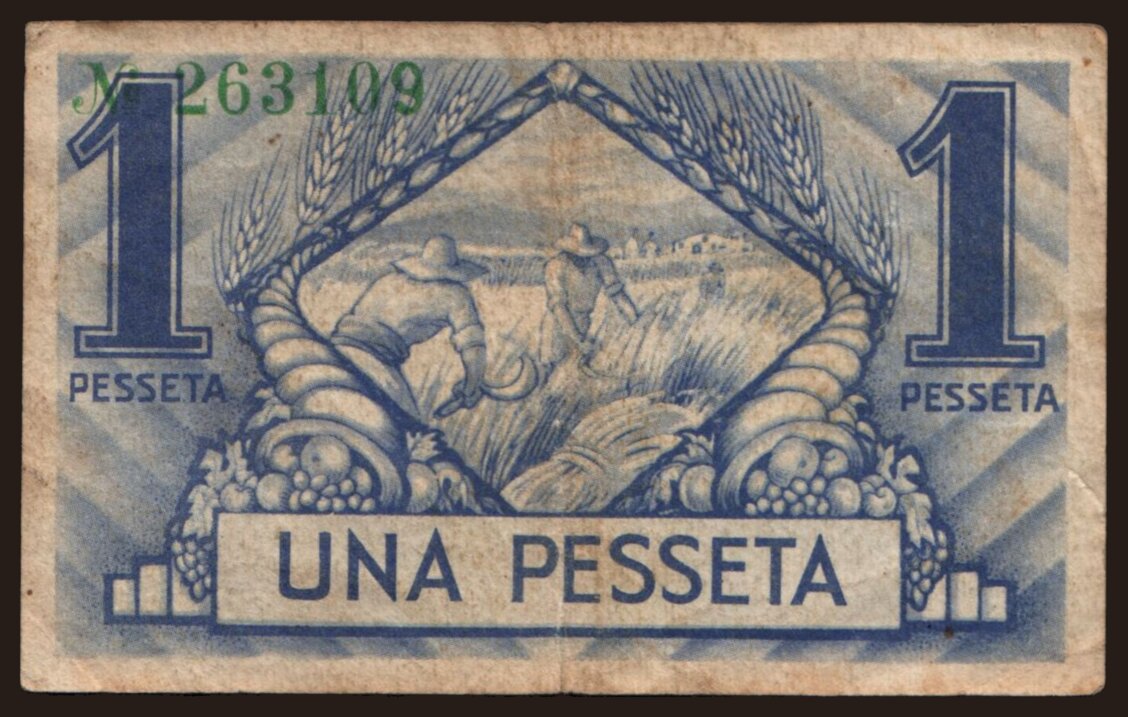 № 263109
1 1
PESSETA PESSETA
UNA PESSETA